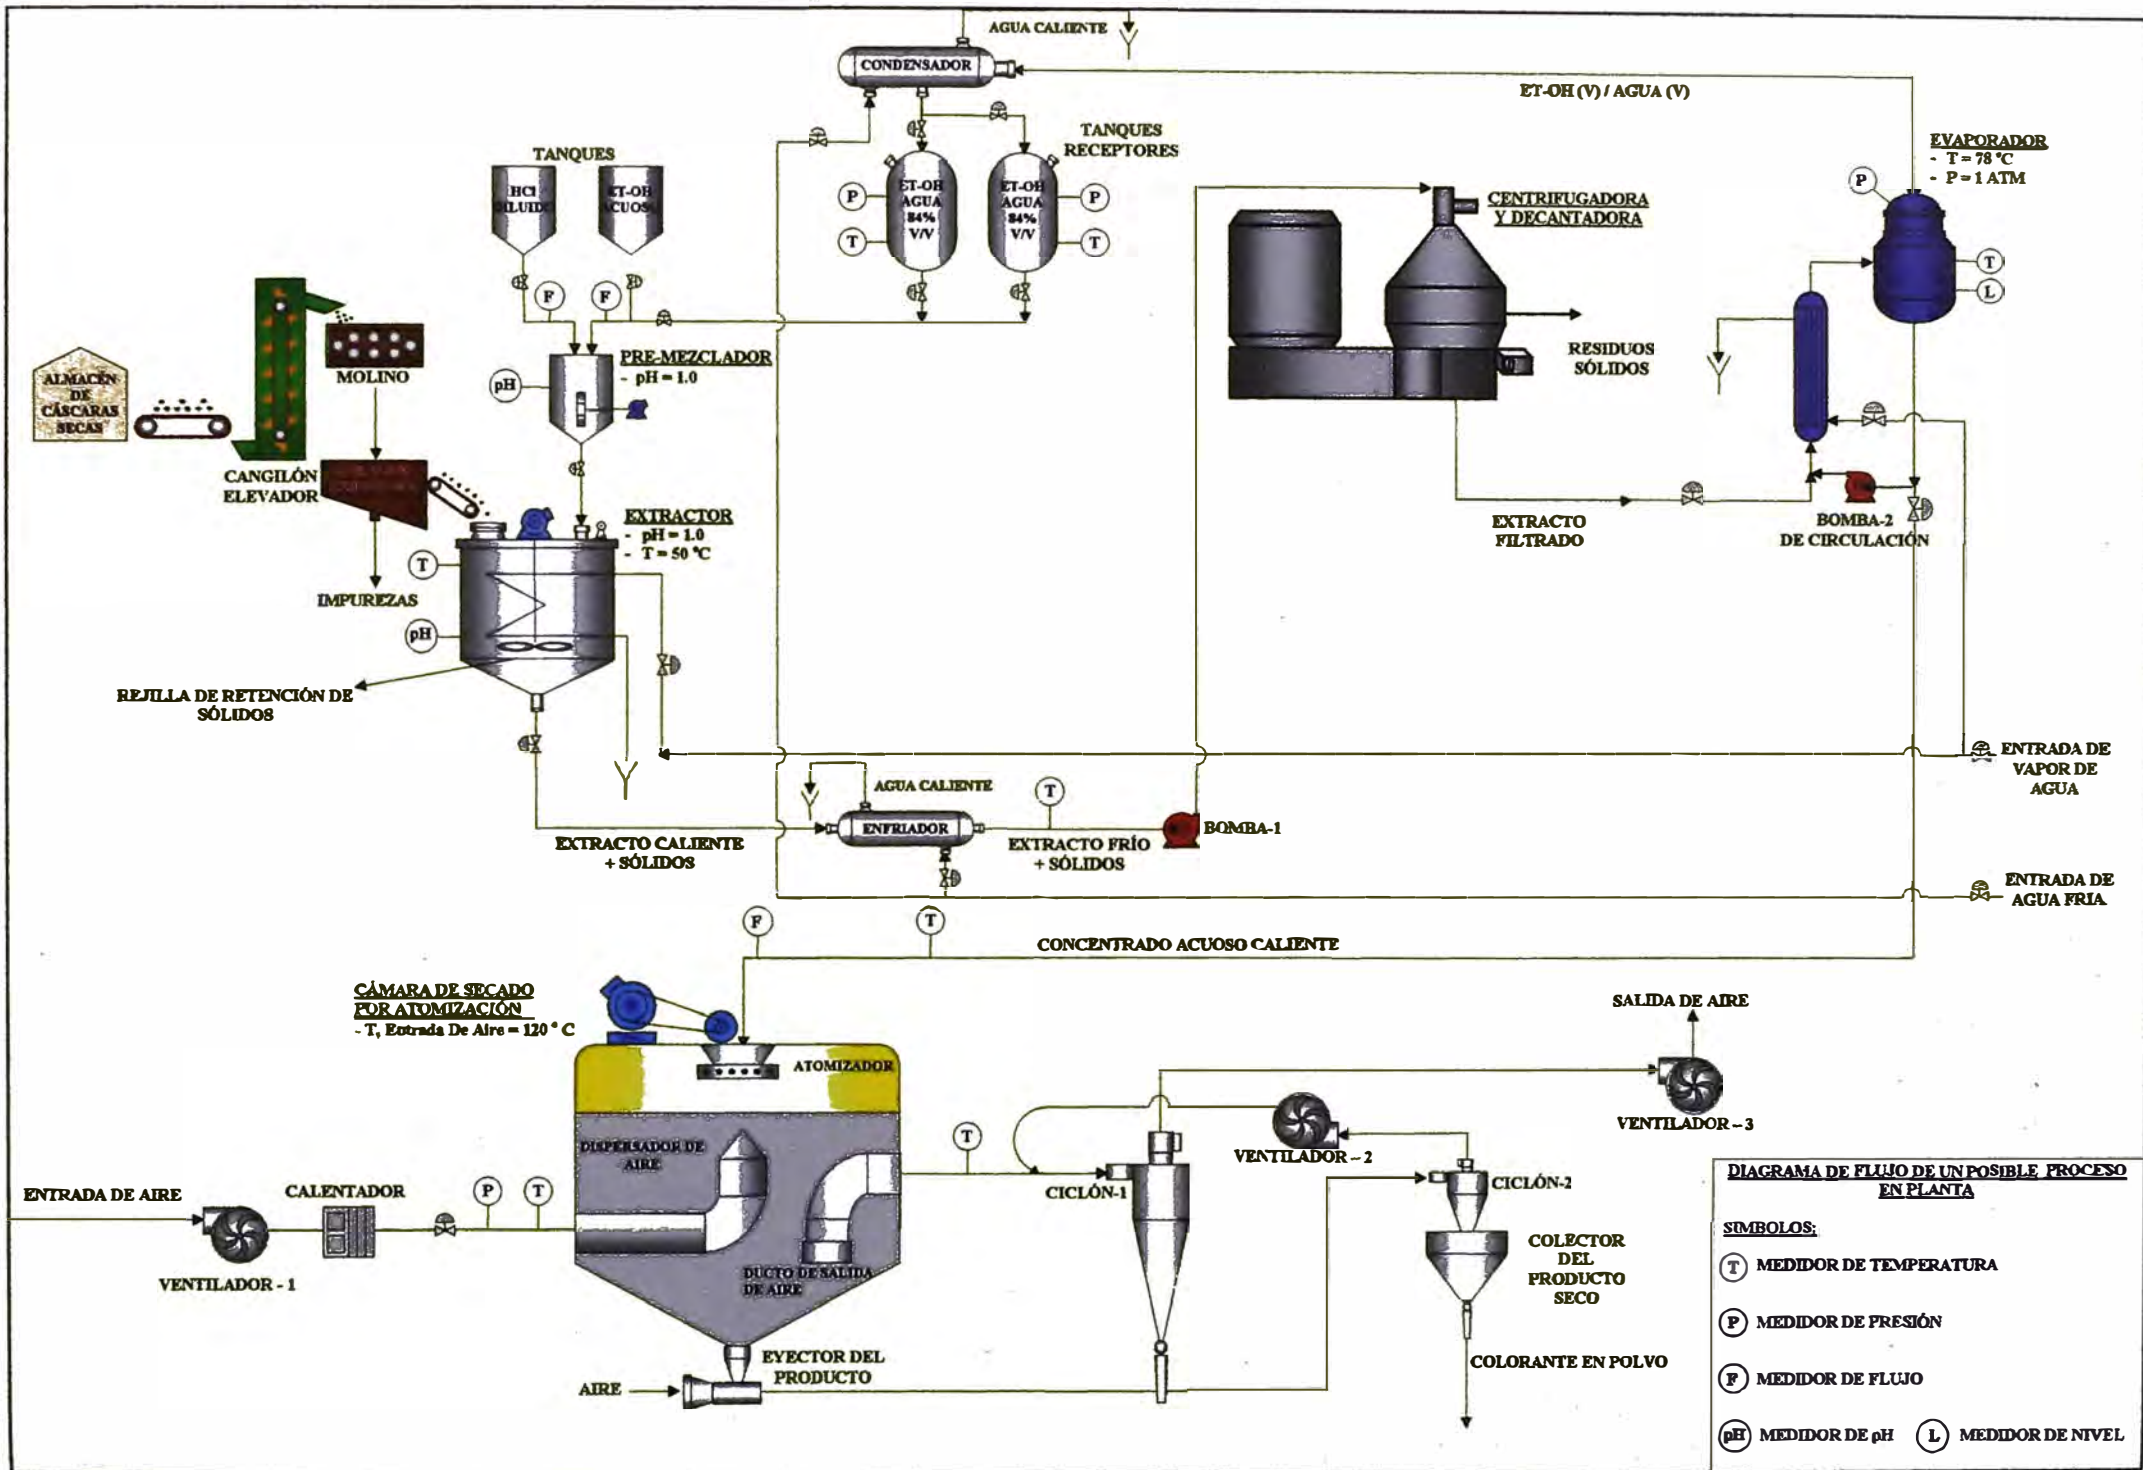 AGUA CALIENTE
CONDENSADOR
ET-OH (V) / AGUA (V)
TANQUES
RECEPTORES
EVAPORADOR
- T = 78 °C
- P = 1 ATM
P
TANQUES
HCl
DILUIDO
ET-OH
ACUOSO
ET-OH
AGUA
84%
V/V
ET-OH
AGUA
84%
V/V
P
T
P
T
CENTRIFUGADORA
Y DECANTADORA
T
L
F
F
RESIDUOS
SÓLIDOS
PRE-MEZCLADOR
- pH = 1.0
pH
MOLINO
ALMACÉN
DE
CÁSCARAS
SECAS
CANGILÓN
ELEVADOR
EXTRACTOR
- pH = 1.0
- T = 50 °C
T
pH
IMPUREZAS
EXTRACTO
FILTRADO
BOMBA-2
DE CIRCULACIÓN
REJILLA DE RETENCIÓN DE
SÓLIDOS
ENTRADA DE
VAPOR DE
AGUA
AGUA CALIENTE
T
ENFRIADOR
BOMBA-1
EXTRACTO CALIENTE
+ SÓLIDOS
EXTRACTO FRÍO
+ SÓLIDOS
ENTRADA DE
AGUA FRIA
F
T
CONCENTRADO ACUOSO CALIENTE
CÁMARA DE SECADO
POR ATOMIZACIÓN
- T, Entrada De Aire = 120 ° C
SALIDA DE AIRE
ATOMIZADOR
VENTILADOR – 3
DISPERSADOR DE
AIRE
T
VENTILADOR – 2
ENTRADA DE AIRE
CALENTADOR
P
T
CICLÓN-1
CICLÓN-2
VENTILADOR - 1
DUCTO DE SALIDA
DE AIRE
COLECTOR
DEL
PRODUCTO
SECO
EYECTOR DEL
PRODUCTO
AIRE
COLORANTE EN POLVO
DIAGRAMA DE FLUJO DE UN POSIBLE PROCESO
EN PLANTA
SIMBOLOS:
T MEDIDOR DE TEMPERATURA
P MEDIDOR DE PRESIÓN
F MEDIDOR DE FLUJO
pH MEDIDOR DE pH L MEDIDOR DE NIVEL